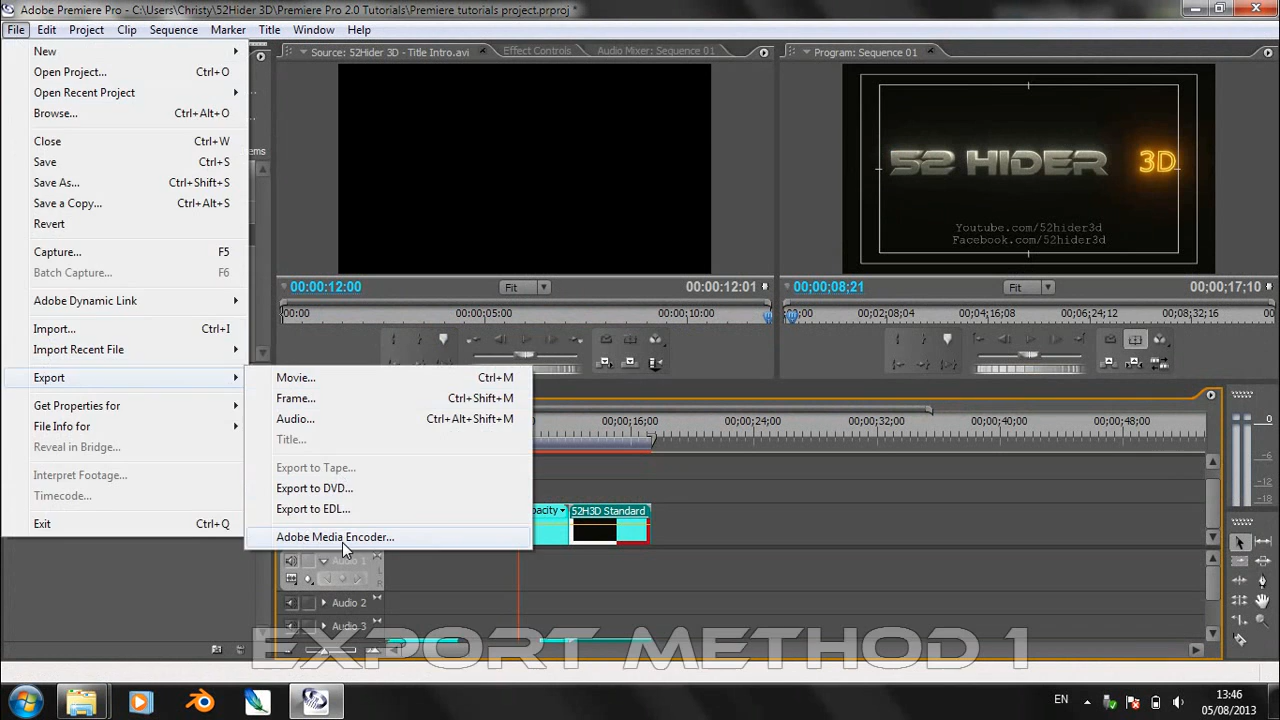 Adobe Premiere Pro - C:\Users\Christy\52Hider 3D\Premiere Pro 2.0 Tutorials\Premiere tutorials project.prproj *
File Edit Project Clip Sequence Marker Title Window Help
New
Open Project... Ctrl+O
Open Recent Project
Browse... Ctrl+Alt+O
Close Ctrl+W
Save Ctrl+S
Save As... Ctrl+Shift+S
Save a Copy... Ctrl+Alt+S
Revert
Capture... F5
Batch Capture... F6
Adobe Dynamic Link
Import... Ctrl+I
Import Recent File
Export
Get Properties for
File Info for
Reveal in Bridge...
Interpret Footage...
Timecode...
Exit Ctrl+Q
ems
Movie... Ctrl+M
Frame... Ctrl+Shift+M
Audio... Ctrl+Alt+Shift+M
Title...
Export to Tape...
Export to DVD...
Export to EDL...
Adobe Media Encoder...
Source: 52Hider 3D - Title Intro.avi Effect Controls Audio Mixer: Sequence 01
00:00:12:00 Fit 00:00:12:01
00:00 00:00:05:00 00:00:10:00
Program: Sequence 01
52 HIDER 3D
Youtube.com/52hider3d
Facebook.com/52hider3d
00;00;08;21 Fit 00;00;17;10
00;00 00;02;08;04 00;04;16;08 00;06;24;12 00;08;32;16 00
00;00;16;00 00;00;24;00 00;00;32;00 00;00;40;00 00;00;48;00
0
-6
-12
-18
pacity 52H3D Standard
Audio 1
L
R
Audio 2
Audio 3
EXPORT METHOD 1
EN 13:46
05/08/2013